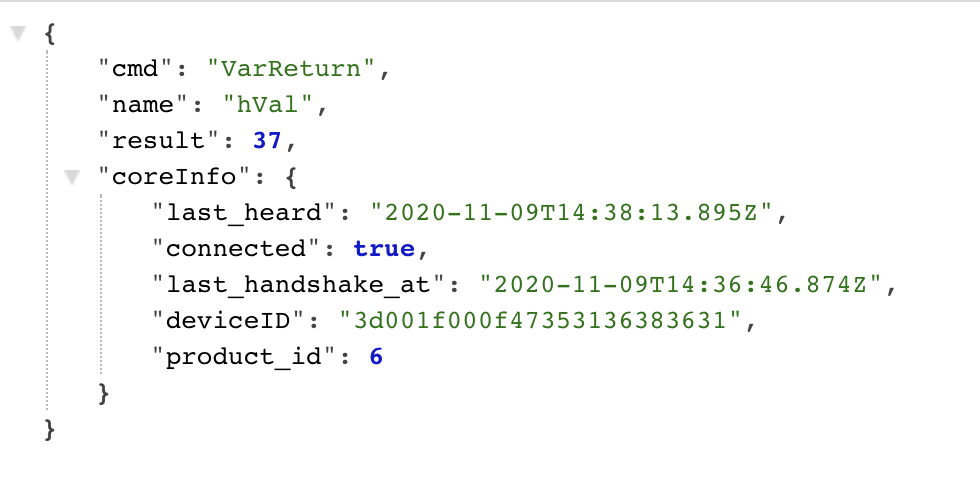 {
"cmd": "VarReturn",
"name": "hVal",
"result": 37,
"coreInfo": {
"last_heard": "2020-11-09T14:38:13.895Z",
"connected": true,
"last_handshake_at": "2020-11-09T14:36:46.874Z",
"deviceID": "3d001f000f47353136383631",
"product_id": 6
}
}